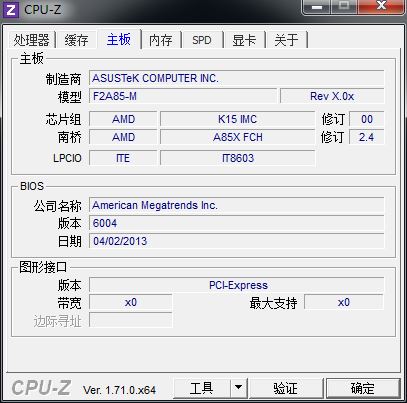 CPU-Z
处理器 缓存 主板 内存 SPD 显卡 关于
主板
制造商 ASUSTeK COMPUTER INC.
模型 F2A85-M Rev X.0x
芯片组 AMD K15 IMC 修订 00
南桥 AMD A85X FCH 修订 2.4
LPCIO ITE IT8603
BIOS
公司名称 American Megatrends Inc.
版本 6004
日期 04/02/2013
图形接口
版本 PCI-Express
带宽 x0 最大支持 x0
边际寻址
CPU-Z Ver. 1.71.0.x64 工具 验证 确定